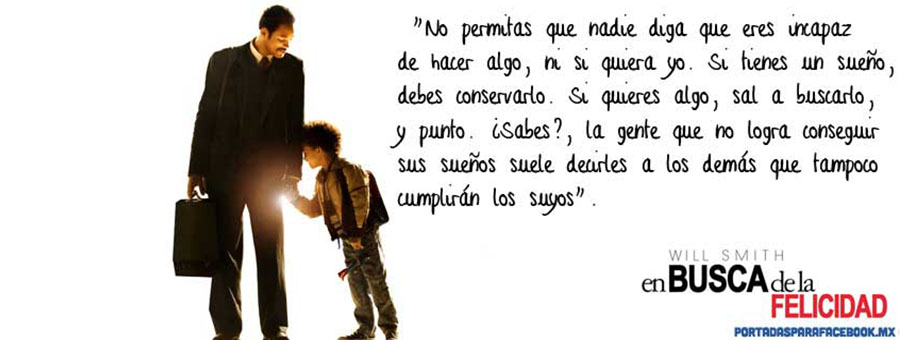 "No permitas que nadie diga que eres incapaz
de hacer algo, ni si quiera yo. Si tienes un sueño,
debes conservarlo. Si quieres algo, sal a buscarlo,
y punto. ¿Sabes?, la gente que no logra conseguir
sus sueños suele decirles a los demás que tampoco
cumplirán los suyos".
WILL SMITH
en BUSCA de la
FELICIDAD
PORTADASPARAFACEBOOK.MX